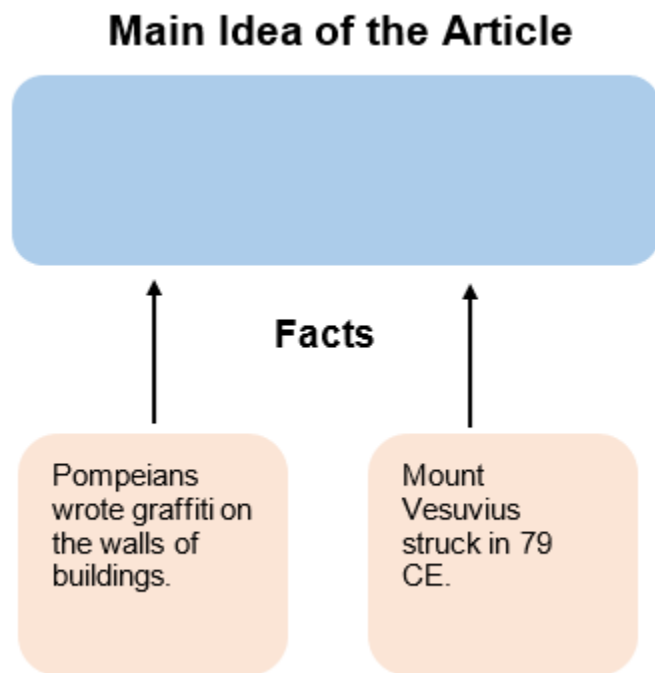 Main Idea of the Article
Facts
Pompeians
wrote graffiti on
the walls of
buildings.
Mount
Vesuvius
struck in 79
CE.